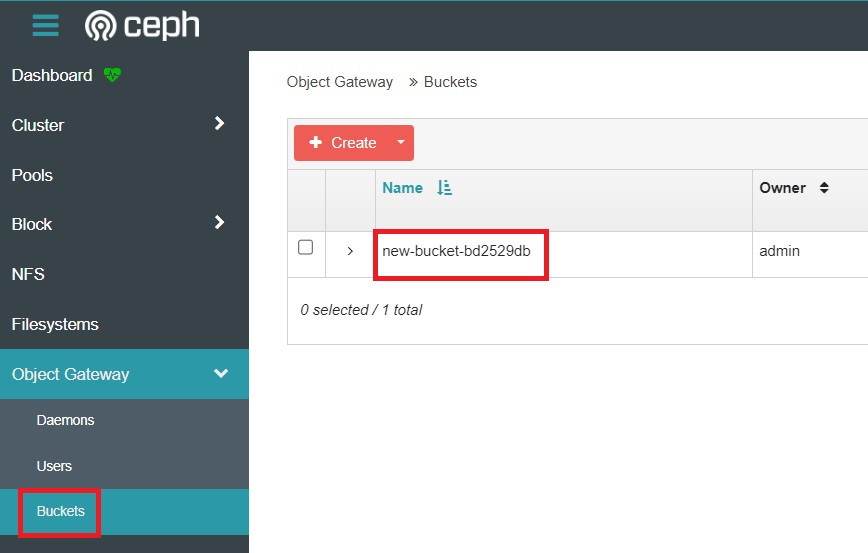 ceph
Dashboard
Cluster
Pools
Block
NFS
Filesystems
Object Gateway
Daemons
Users
Buckets
Object Gateway » Buckets
+ Create
Name Owner
new-bucket-bd2529db admin
0 selected / 1 total